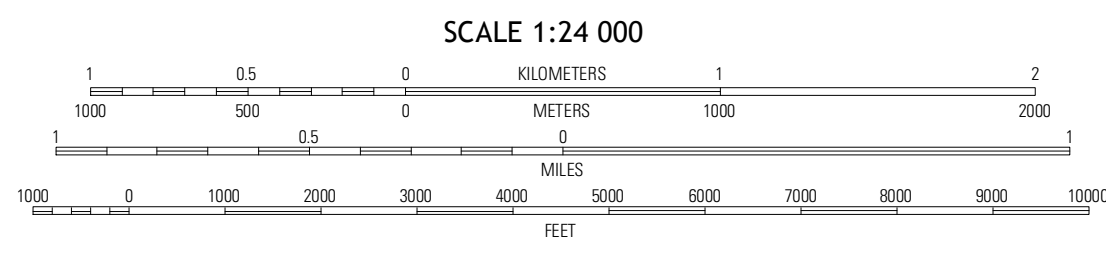 SCALE 1:24 000
1 0.5 0 KILOMETERS 1 2
1000 500 0 METERS 1000 2000
1 0.5 0 1
MILES
1000 0 1000 2000 3000 4000 5000 6000 7000 8000 9000 10000
FEET